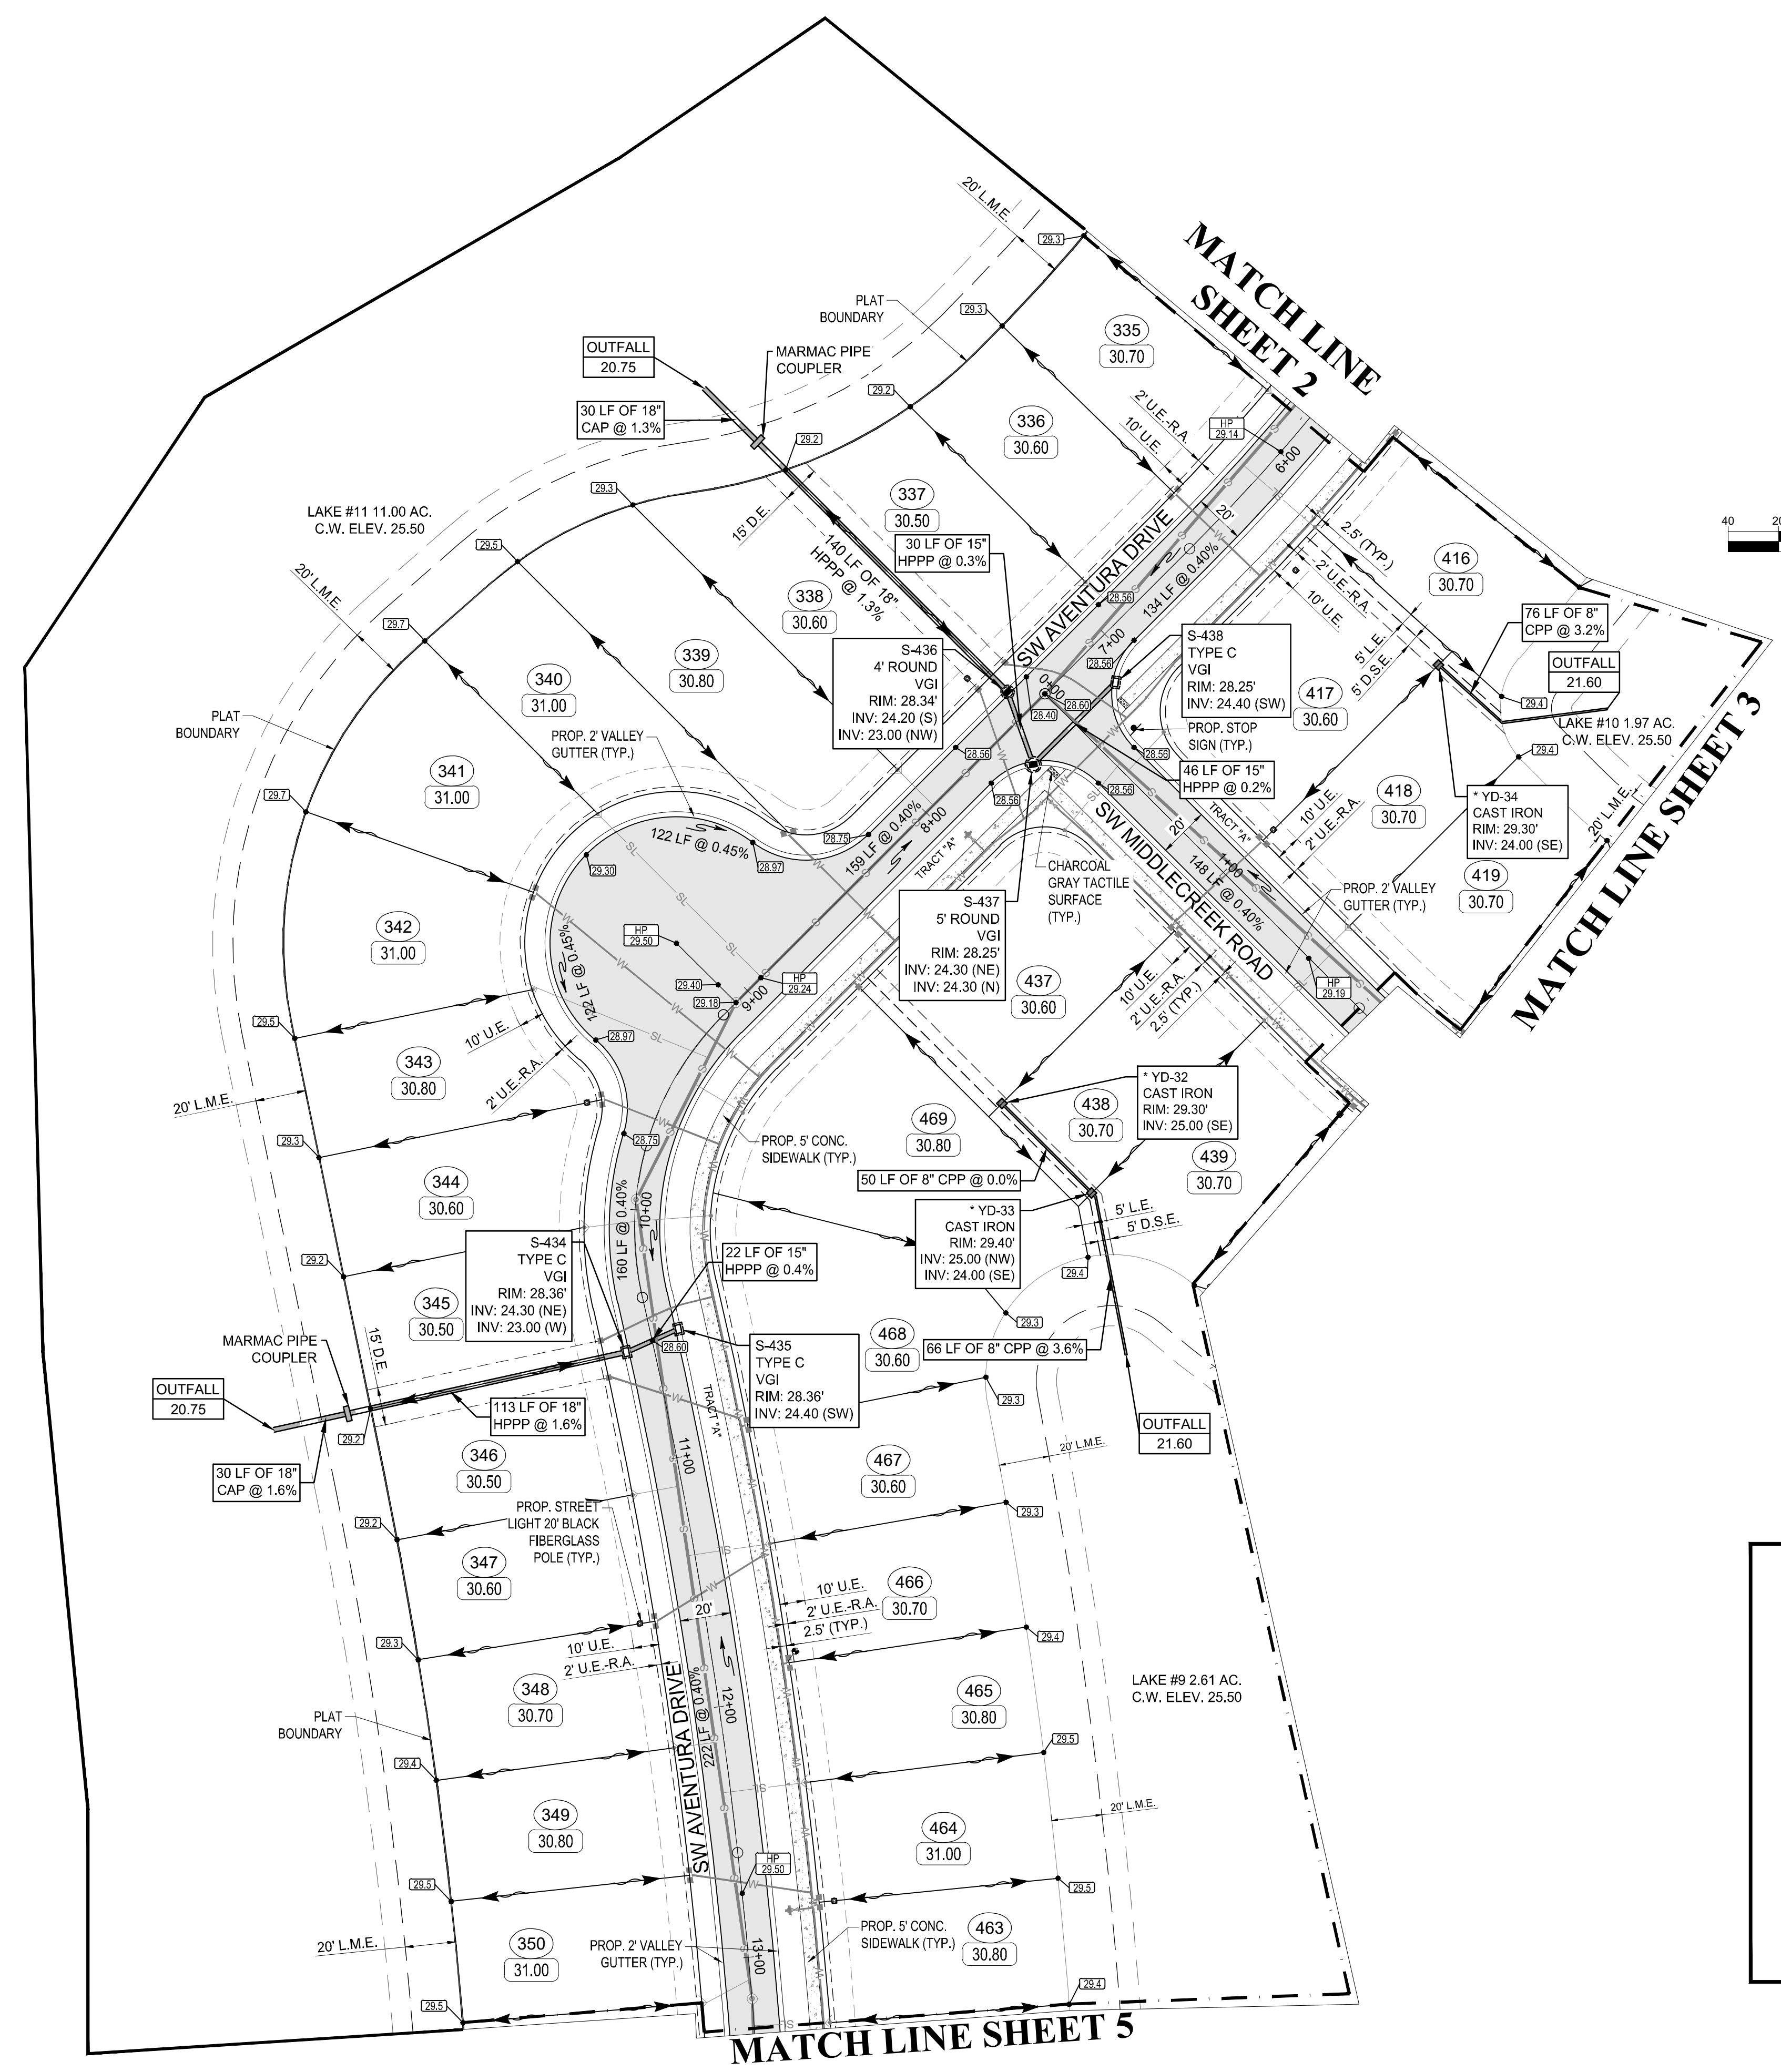 20' L.M.E.
29.3
MATCH LINE
SHEET 2
PLAT
BOUNDARY
29.3
335
30.70
OUTFALL
20.75
MARMAC PIPE
COUPLER
29.2
30 LF OF 18"
CAP @ 1.3%
336
30.60
2' U.E.-R.A.
10' U.E.
HP
29.14
6+00
29.2
29.3
337
30.50
15' D.E.
20'
LAKE #11 11.00 AC.
C.W. ELEV. 25.50
140 LF OF 18"
HPPP @ 1.3%
30 LF OF 15"
HPPP @ 0.3%
SW AVENTURA DRIVE
134 LF @ 0.40%
2.5' (TYP.)
2' U.E.-R.A.
10' U.E.
416
30.70
40
29.5
20' L.M.E.
338
30.60
28.56
7+00
28.56
5' L.E.
5' D.S.E.
76 LF OF 8"
CPP @ 3.2%
29.7
339
30.80
S-436
4' ROUND
VGI
RIM: 28.34'
INV: 24.20 (S)
INV: 23.00 (NW)
S-438
TYPE C
VGI
RIM: 28.25'
INV: 24.40 (SW)
OUTFALL
21.60
340
31.00
0+00
28.60
28.40
417
30.60
29.4
LAKE #10 1.97 AC.
C.W. ELEV. 25.50
PLAT
BOUNDARY
PROP. 2' VALLEY
GUTTER (TYP.)
28.56
PROP. STOP
SIGN (TYP.)
28.56
29.4
341
31.00
29.7
28.56
28.56
46 LF OF 15"
HPPP @ 0.2%
418
30.70
* YD-34
CAST IRON
RIM: 29.30'
INV: 24.00 (SE)
20' L.M.E.
MATCH LINE SHEET 3
122 LF @ 0.45%
28.75
159 LF @ 0.40%
8+00
TRACT "A"
SW MIDDLECREEK ROAD
20'
TRACT "A"
10' U.E.
2' U.E.-R.A.
29.30
28.97
CHARCOAL
GRAY TACTILE
SURFACE
(TYP.)
148 LF @ 0.40%
1+00
PROP. 2' VALLEY
GUTTER (TYP.)
419
30.70
342
31.00
HP
29.50
S-437
5' ROUND
VGI
RIM: 28.25'
INV: 24.30 (NE)
INV: 24.30 (N)
437
30.60
10' U.E.
2' U.E.-R.A.
2.5' (TYP.)
HP
29.19
122 LF @ 0.45%
29.40
29.18
9+00
HP
29.24
29.5
10' U.E.
28.97
343
30.80
2' U.E.-R.A.
20' L.M.E.
* YD-32
CAST IRON
RIM: 29.30'
INV: 25.00 (SE)
438
30.70
29.3
28.75
PROP. 5' CONC.
SIDEWALK (TYP.)
469
30.80
439
30.70
344
30.60
50 LF OF 8" CPP @ 0.0%
160 LF @ 0.40%
10+00
* YD-33
CAST IRON
RIM: 29.40'
INV: 25.00 (NW)
INV: 24.00 (SE)
5' L.E.
5' D.S.E.
29.2
S-434
TYPE C
VGI
RIM: 28.36'
INV: 24.30 (NE)
INV: 23.00 (W)
22 LF OF 15"
HPPP @ 0.4%
29.4
345
30.50
29.3
MARMAC PIPE
COUPLER
15' D.E.
28.60
S-435
TYPE C
VGI
RIM: 28.36'
INV: 24.40 (SW)
468
30.60
66 LF OF 8" CPP @ 3.6%
OUTFALL
20.75
113 LF OF 18"
HPPP @ 1.6%
TRACT "A"
29.3
29.2
OUTFALL
21.60
30 LF OF 18"
CAP @ 1.6%
346
30.50
11+00
20' L.M.E.
467
30.60
PROP. STREET
LIGHT 20' BLACK
FIBERGLASS
POLE (TYP.)
29.3
29.2
347
30.60
10' U.E.
2' U.E.-R.A.
2.5' (TYP.)
466
30.70
20'
29.3
10' U.E.
2' U.E.-R.A.
29.4
348
30.70
SW AVENTURA DRIVE
222 LF @ 0.40%
12+00
465
30.80
LAKE #9 2.61 AC.
C.W. ELEV. 25.50
PLAT
BOUNDARY
29.5
29.4
349
30.80
20' L.M.E.
464
31.00
HP
29.50
29.5
29.5
20' L.M.E.
350
31.00
PROP. 2' VALLEY
GUTTER (TYP.)
13+00
PROP. 5' CONC.
SIDEWALK (TYP.)
463
30.80
29.4
29.5
MATCH LINE SHEET 5